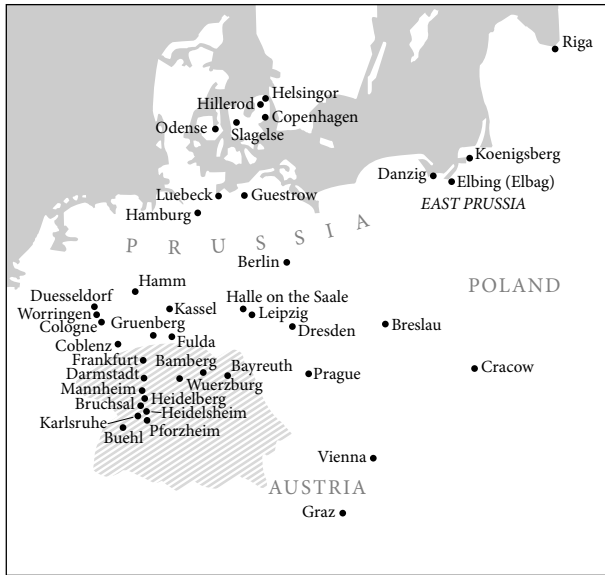 Riga
Helsingor
Hillerod
Copenhagen
Odense
Slagelse
Koenigsberg
Danzig
Elbing (Elbag)
EAST PRUSSIA
Luebeck
Guestrow
Hamburg
PRUSSIA
Berlin
POLAND
Hamm
Duesseldorf
Kassel
Halle on the Saale
Worringen
Leipzig
Cologne
Gruenberg
Dresden
Breslau
Coblenz
Fulda
Frankfurt
Bamberg
Bayreuth
Prague
Cracow
Darmstadt
Wuerzburg
Mannheim
Heidelberg
Bruchsal
Heidelsheim
Karlsruhe
Pforzheim
Buehl
Vienna
AUSTRIA
Graz